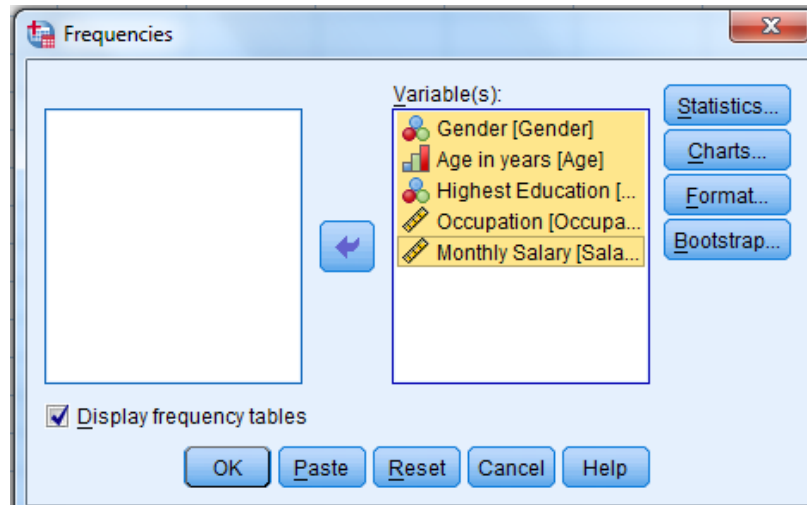 Frequencies
Variable(s):
Gender [Gender]
Age in years [Age]
Highest Education [...
Occupation [Occupa...
Monthly Salary [Sala...
Statistics...
Charts...
Format...
Bootstrap...
Display frequency tables
OK Paste Reset Cancel Help